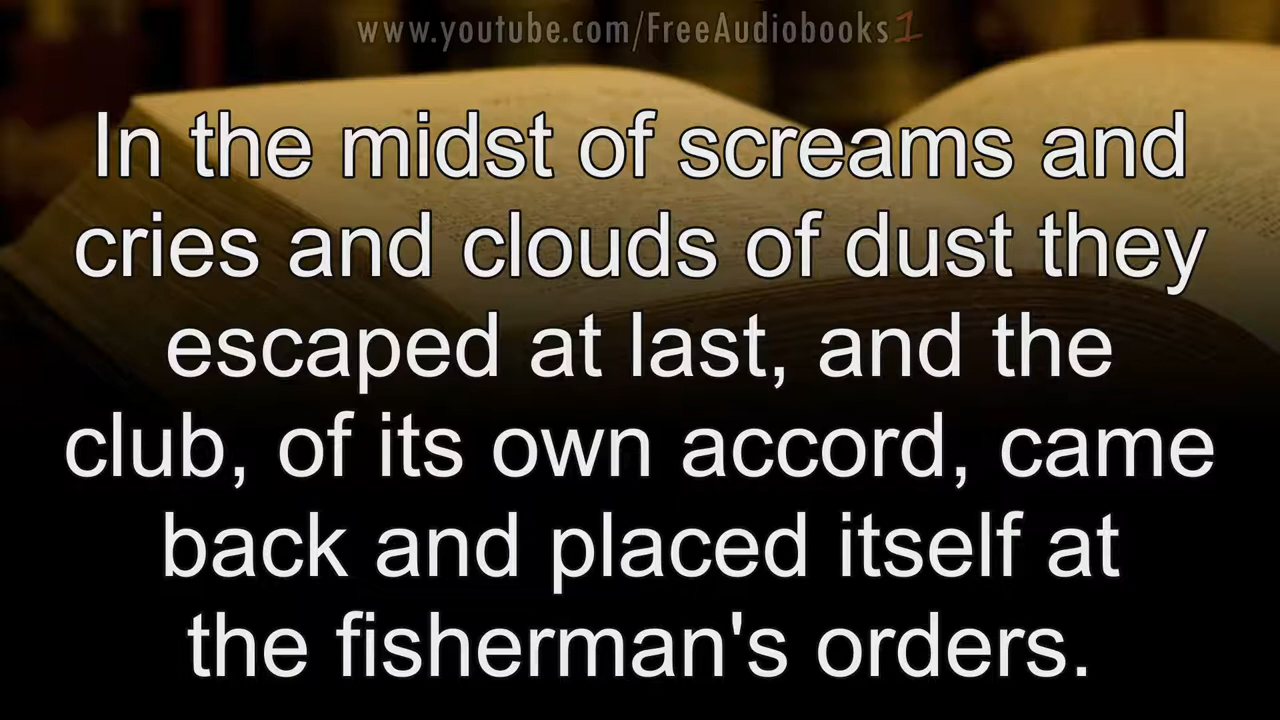 www.youtube.com/FreeAudiobooks1
In the midst of screams and
cries and clouds of dust they
escaped at last, and the
club, of its own accord, came
back and placed itself at
the fisherman's orders.